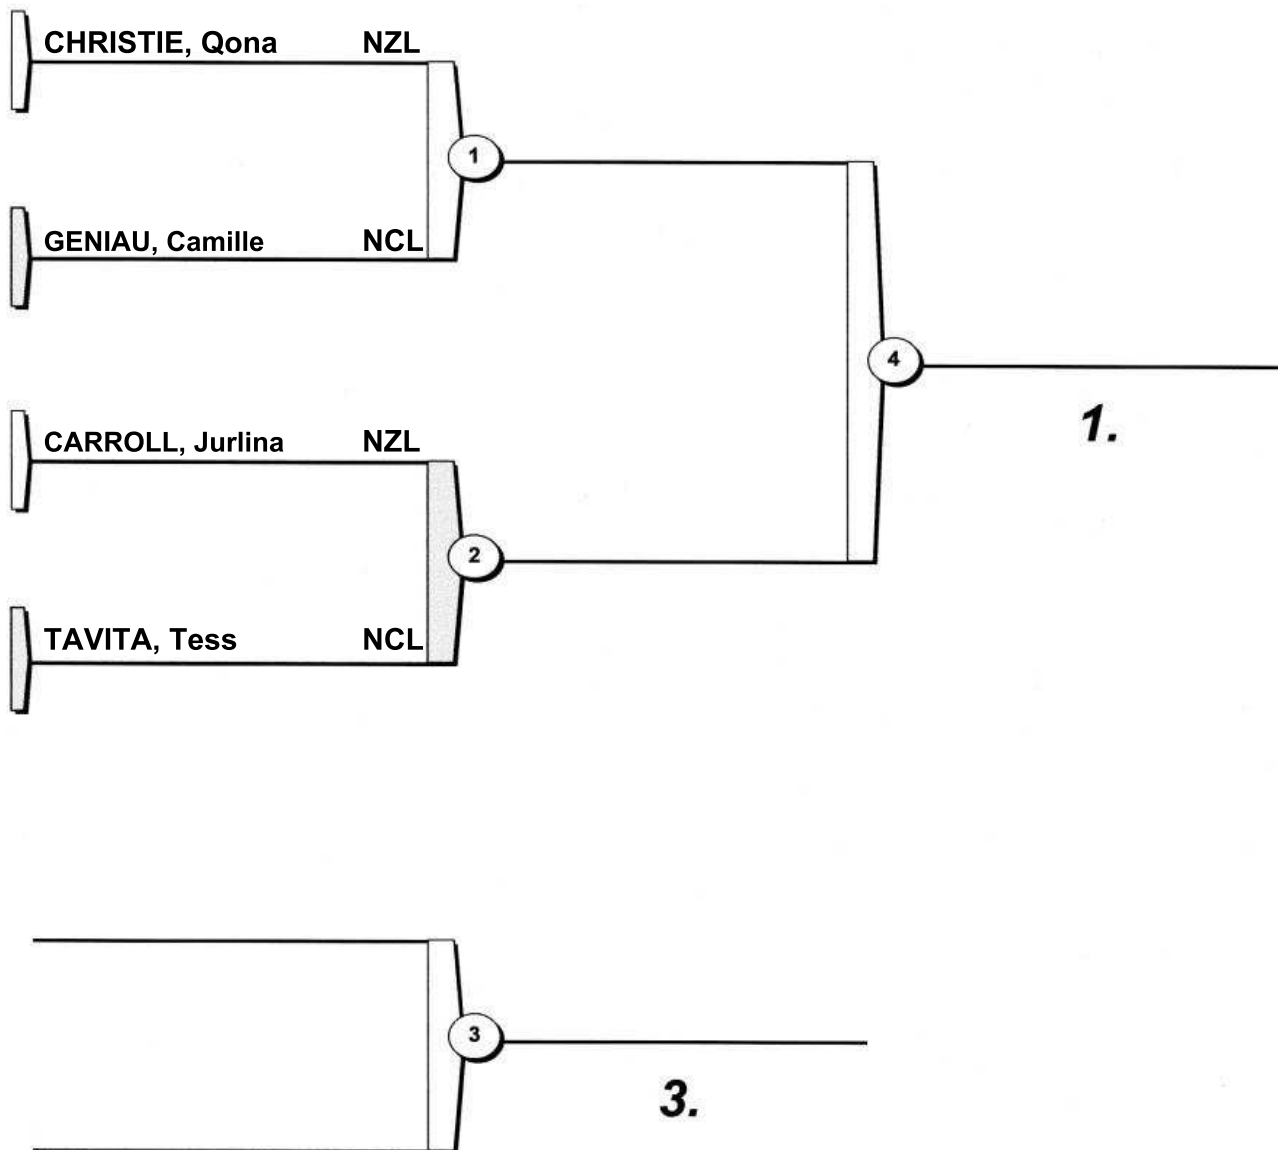 CHRISTIE, Qona NZL
1
GENIAU, Camille NCL
4
1.
CARROLL, Jurlina NZL
2
TAVITA, Tess NCL
3
3.